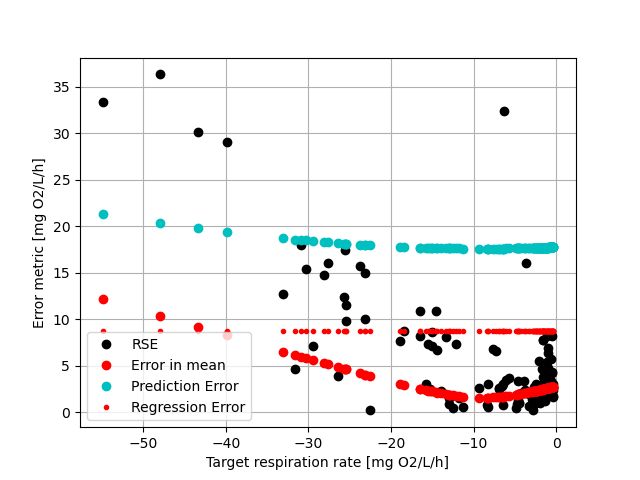 35
30
25
20
15
10
5
0
Error metric [mg O2/L/h]
RSE
Error in mean
Prediction Error
Regression Error
−50
−40
−30
−20
−10
0
Target respiration rate [mg O2/L/h]